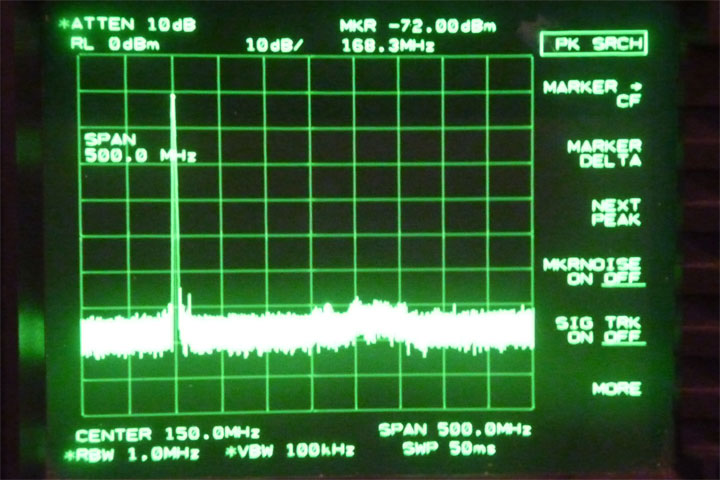 *ATTEN 10dB
MKR -72.00dBm
RL 0dBm
10dB/
168.3MHz
PK SRCH
MARKER →
CF
SPAN
500.0 MHz
MARKER
DELTA
NEXT
PEAK
MKRNOISE
ON OFF
SIG TRK
ON OFF
MORE
CENTER 150.0MHz
SPAN 500.0MHz
*RBW 1.0MHz
*VBW 100kHz
SWP 50ms